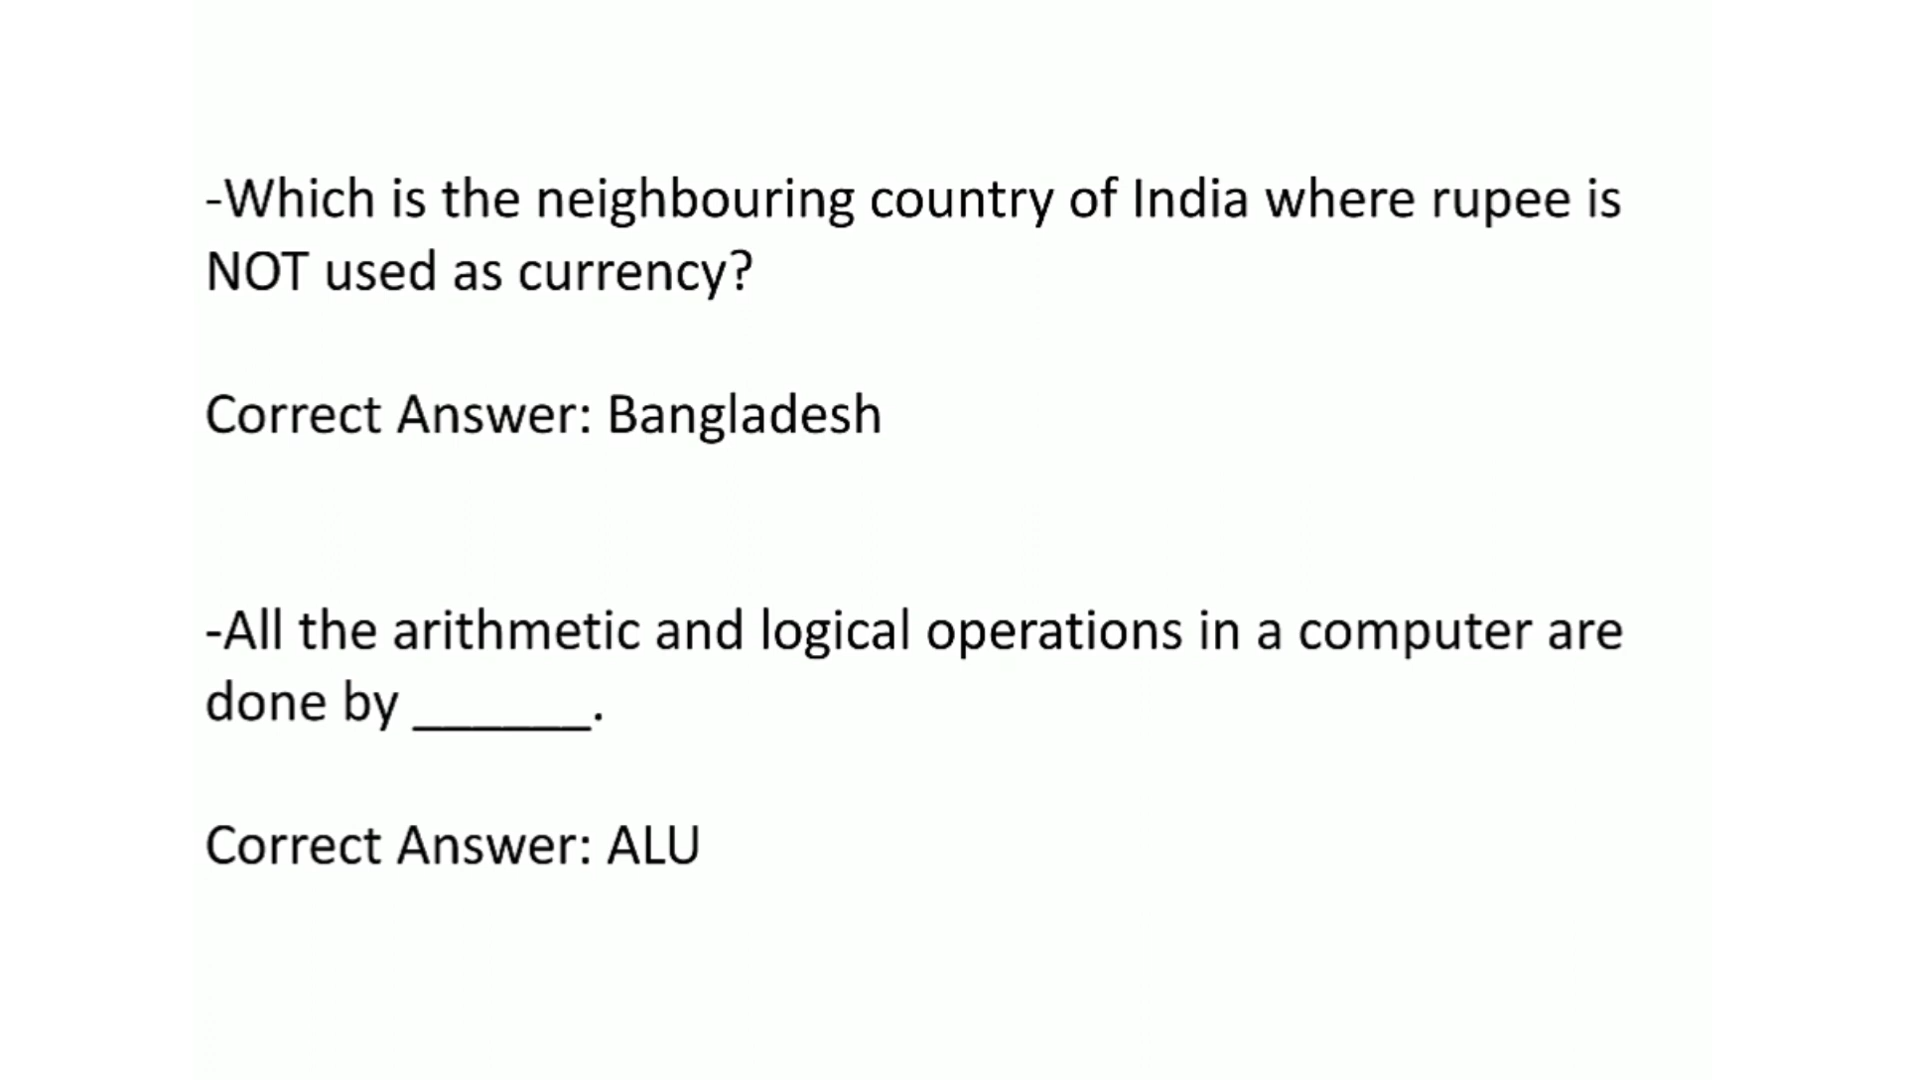 -Which is the neighbouring country of India where rupee is
NOT used as currency?
Correct Answer: Bangladesh
-All the arithmetic and logical operations in a computer are
done by ______.
Correct Answer: ALU